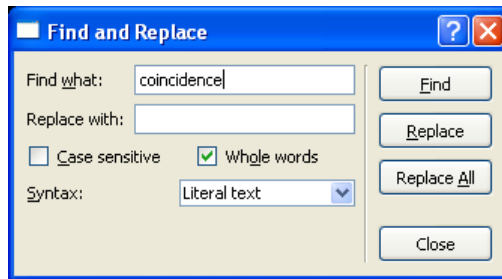 Find and Replace
Find what: coincidence
Find
Replace with:
Replace
Case sensitive Whole words
Replace All
Syntax: Literal text
Close